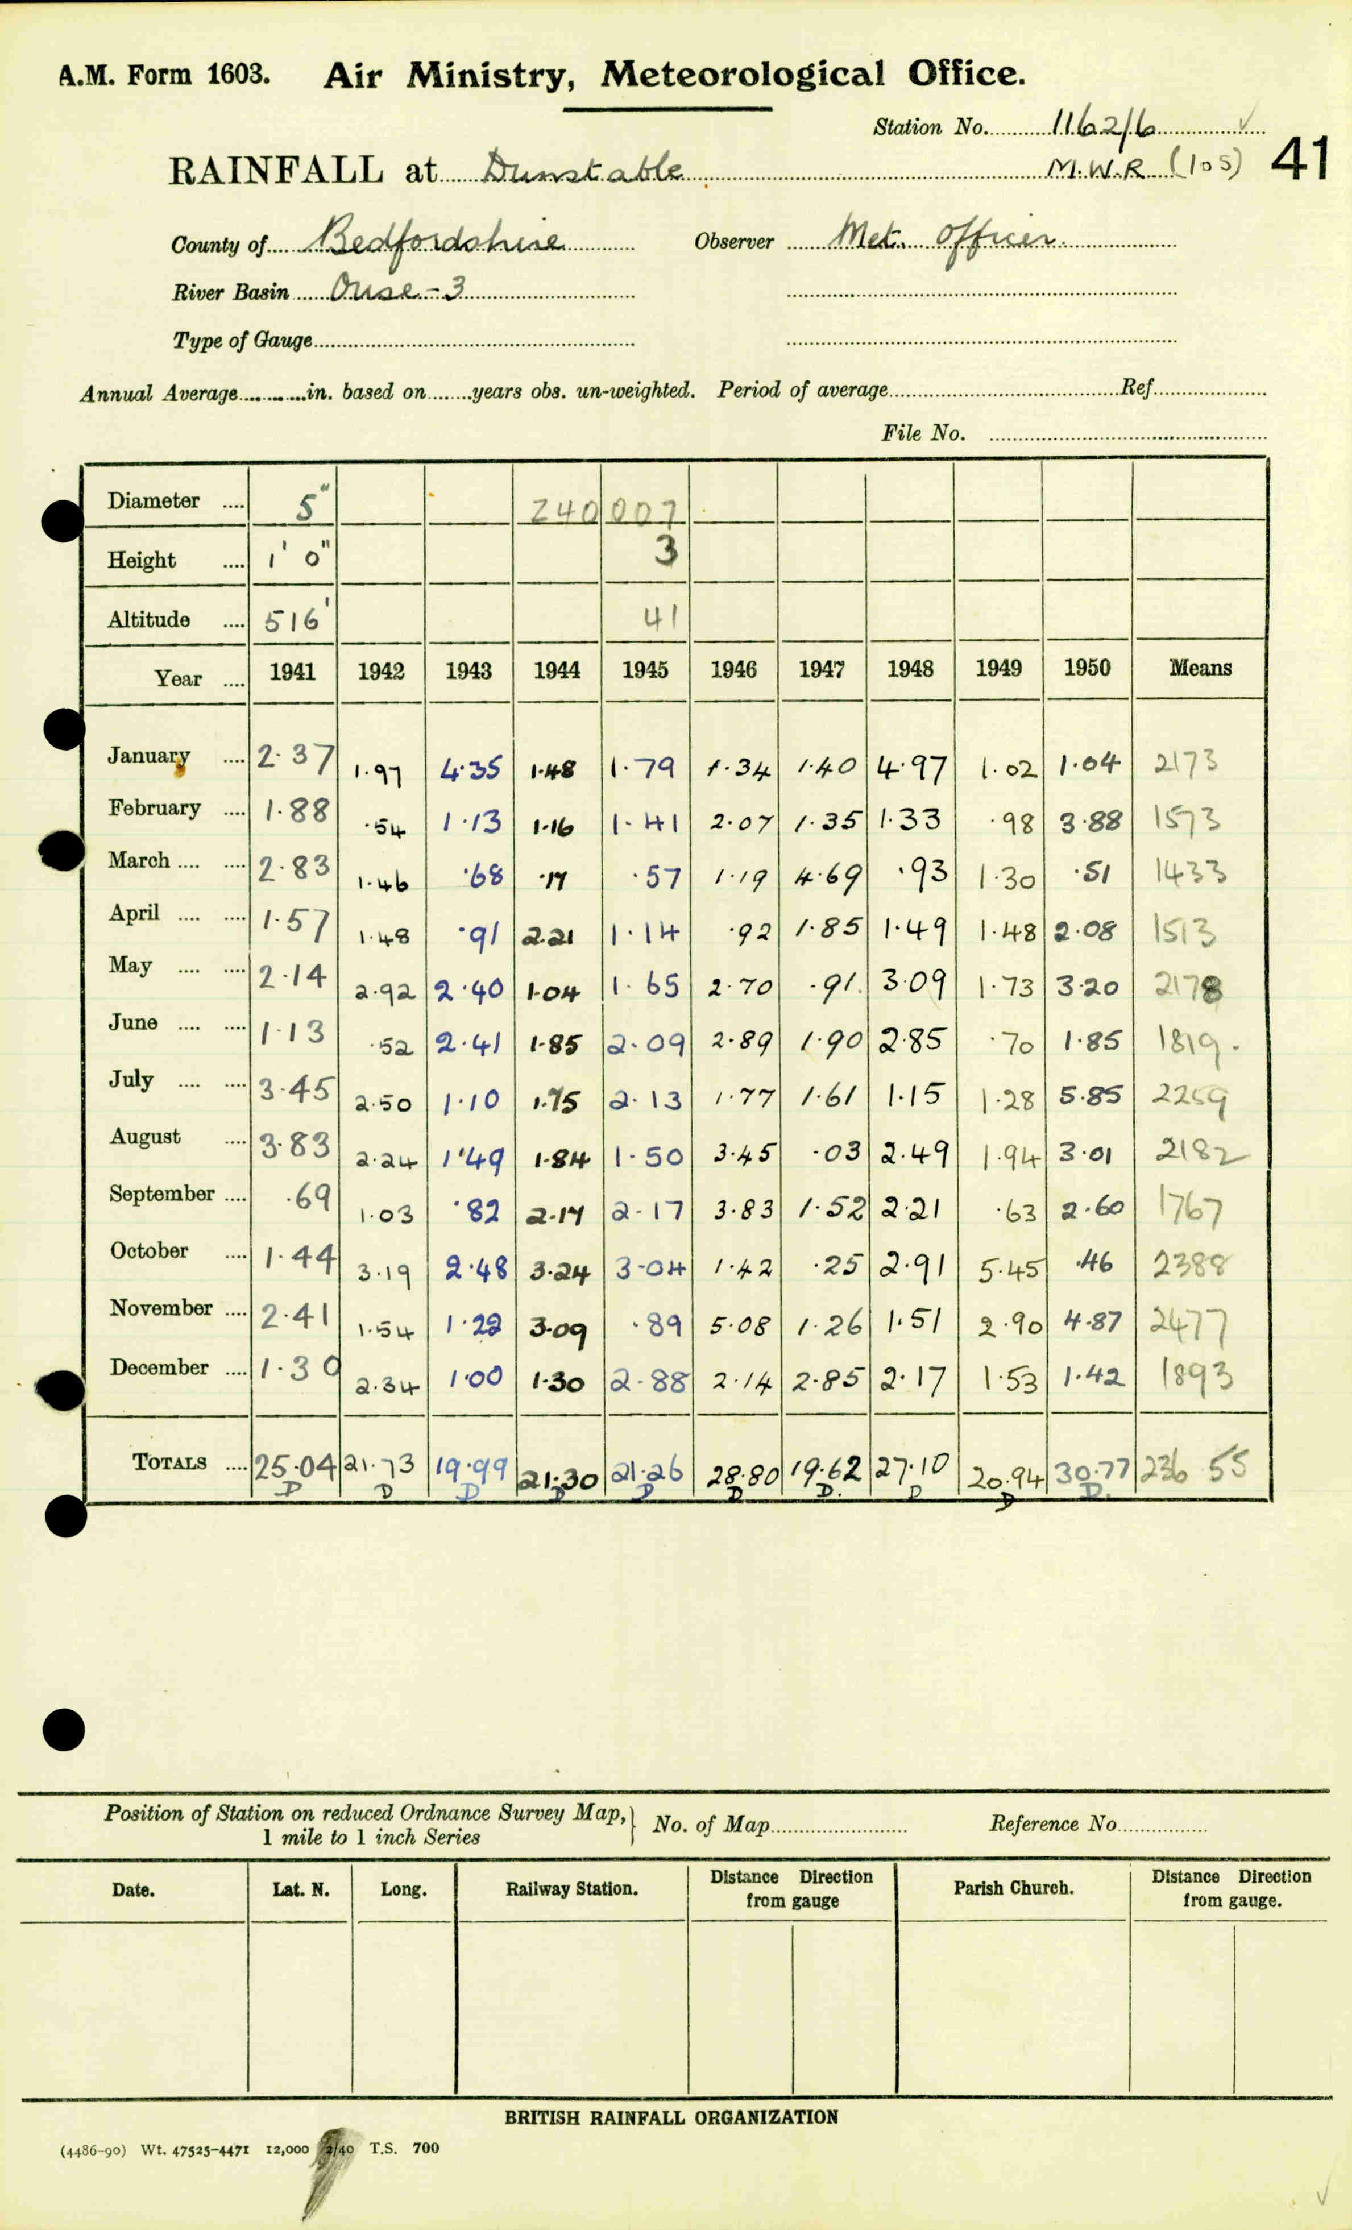 A.M. Form 1603. Air Ministry, Meteorological Office.
Station No. 1162/6 ✓
RAINFALL at Dunstable M.W.R (105) 41
County of Bedfordshire Observer Met. Officer.
River Basin Ouse-3
Type of Gauge
Annual Average in. based on years obs. un-weighted. Period of average Ref
File No.
Diameter .... 5" 240007
Height .... 1' 0" 3
Altitude .... 516' 41
Year .... 1941 1942 1943 1944 1945 1946 1947 1948 1949 1950 Means
January .... 2.37 1.97 4.35 1.48 1.79 1.34 1.40 4.97 1.02 1.04 2173
February .... 1.88 .54 1.13 1.16 1.41 2.07 1.35 1.33 .98 3.88 1573
March .... .... 2.83 1.46 .68 .17 .57 1.19 4.69 .93 1.30 .51 1433
April .... .... 1.57 1.48 .91 2.21 1.14 .92 1.85 1.49 1.48 2.08 1513
May .... .... 2.14 2.92 2.40 1.04 1.65 2.70 .91 3.09 1.73 3.20 2178
June .... .... 1.13 .52 2.41 1.85 2.09 2.89 1.90 2.85 .70 1.85 1819.
July .... .... 3.45 2.50 1.10 1.75 2.13 1.77 1.61 1.15 1.28 5.85 2259
August .... 3.83 2.24 1.49 1.84 1.50 3.45 .03 2.49 1.94 3.01 2182
September .... .69 1.03 .82 2.17 2.17 3.83 1.52 2.21 .63 2.60 1767
October .... 1.44 3.19 2.48 3.24 3.04 1.42 .25 2.91 5.45 .46 2388
November .... 2.41 1.54 1.22 3.09 .89 5.08 1.26 1.51 2.90 4.87 2477
December .... 1.30 2.34 1.00 1.30 2.88 2.14 2.85 2.17 1.53 1.42 1893
TOTALS .... 25.04 21.73 19.99 21.30 21.26 28.80 19.62 27.10 20.94 30.77 236 55
D D D D D D D. D D D.
Position of Station on reduced Ordnance Survey Map, } No. of Map Reference No
1 mile to 1 inch Series
Date. Lat. N. Long. Railway Station. Distance Direction from gauge Parish Church. Distance Direction from gauge.
BRITISH RAINFALL ORGANIZATION
(4486-90) Wt. 47525-4471 12,000 2/40 T.S. 700
✓